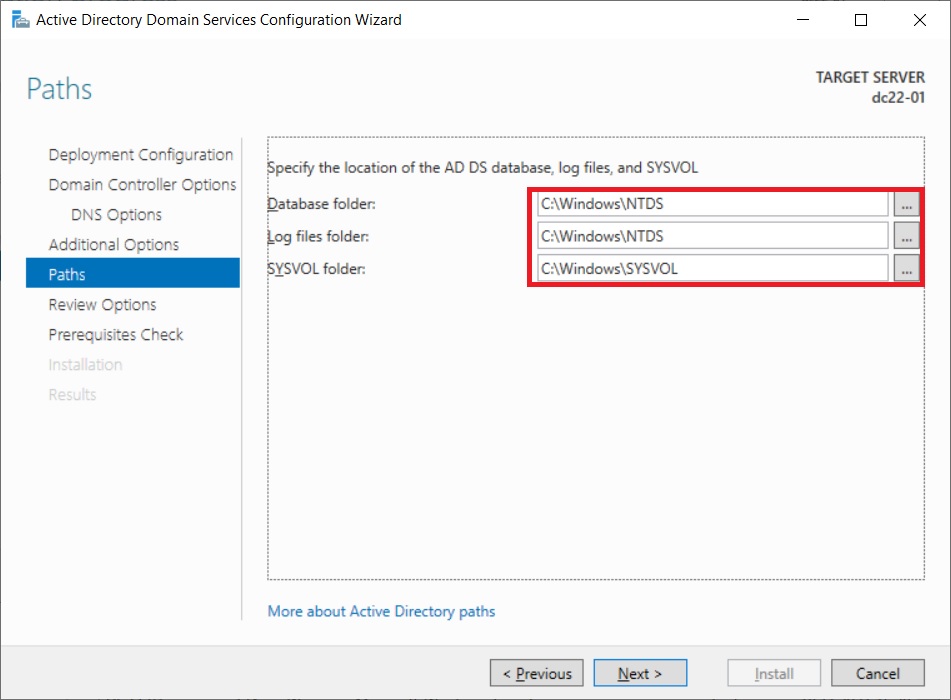 Active Directory Domain Services Configuration Wizard
Paths
TARGET SERVER
dc22-01
Deployment Configuration
Domain Controller Options
DNS Options
Additional Options
Paths
Review Options
Prerequisites Check
Installation
Results
Specify the location of the AD DS database, log files, and SYSVOL
Database folder: C:\Windows\NTDS ...
Log files folder: C:\Windows\NTDS ...
SYSVOL folder: C:\Windows\SYSVOL ...
More about Active Directory paths
< Previous Next > Install Cancel